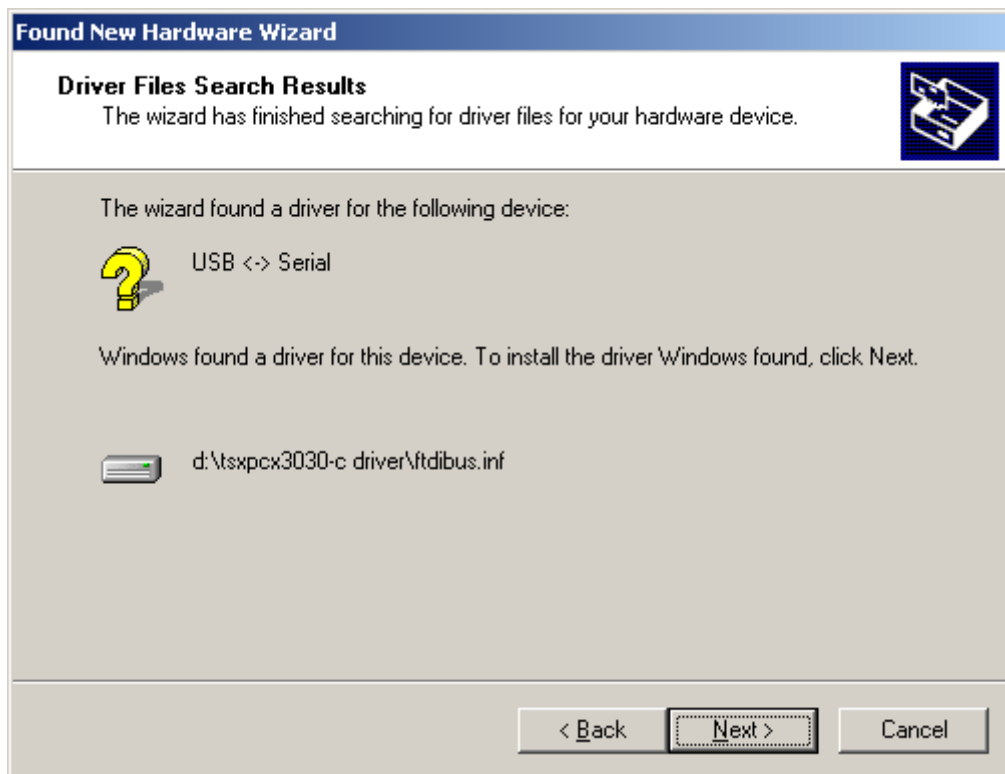 Found New Hardware Wizard
Driver Files Search Results
The wizard has finished searching for driver files for your hardware device.
The wizard found a driver for the following device:
USB <-> Serial
Windows found a driver for this device. To install the driver Windows found, click Next.
d:\tsxpcx3030-c driver\ftdibus.inf
< Back
Next >
Cancel